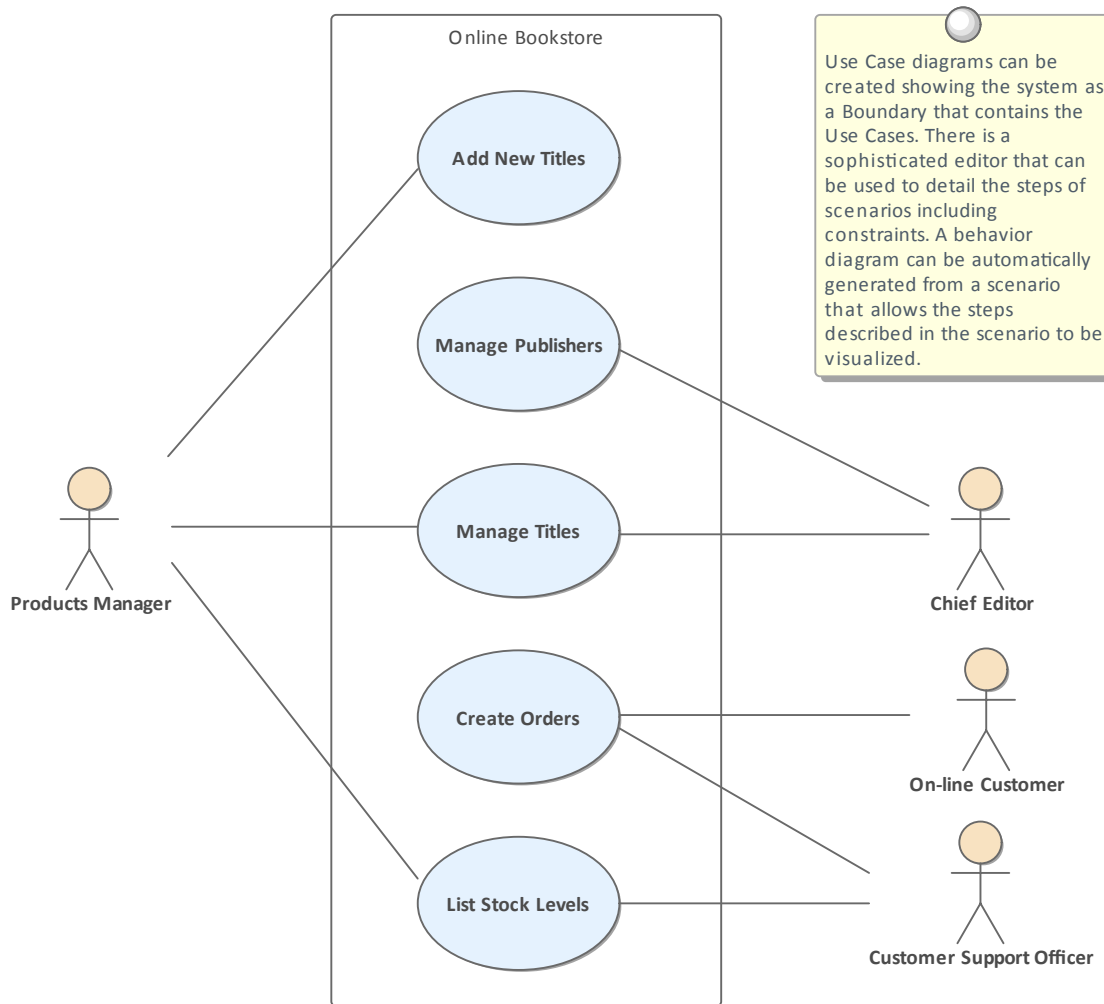 Online Bookstore
Use Case diagrams can be
created showing the system as
a Boundary that contains the
Use Cases. There is a
sophisticated editor that can
be used to detail the steps of
scenarios including
constraints. A behavior
diagram can be automatically
generated from a scenario
that allows the steps
described in the scenario to be
visualized.
Add New Titles
Manage Publishers
Manage Titles
Products Manager
Chief Editor
Create Orders
On-line Customer
List Stock Levels
Customer Support Officer